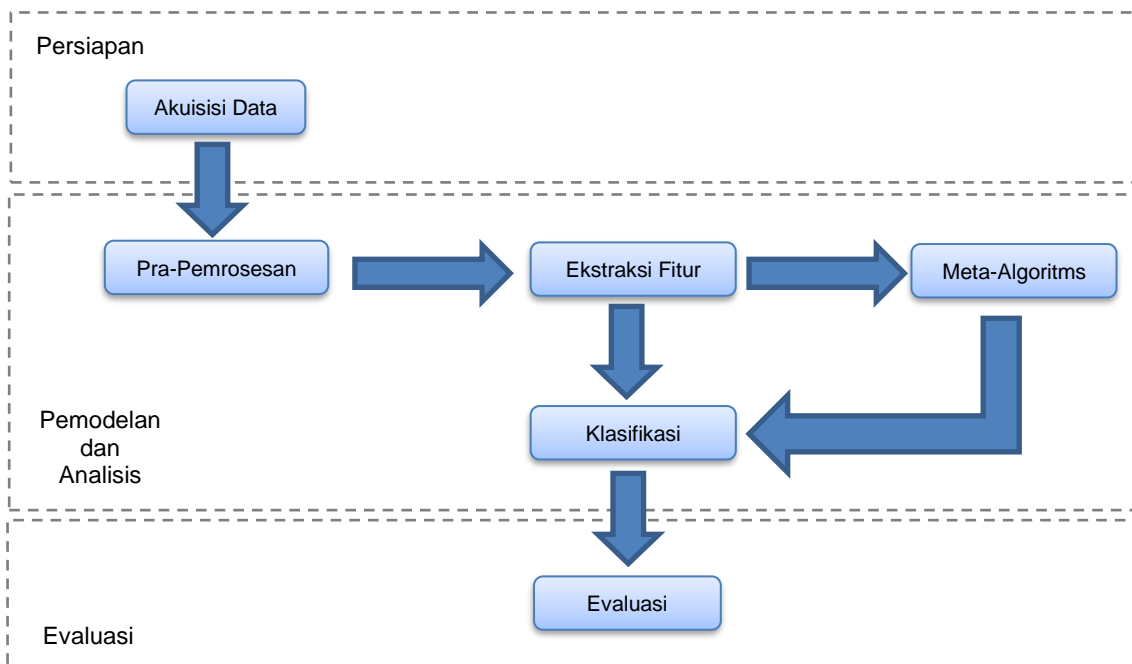 Persiapan
Akuisisi Data
Pra-Pemrosesan
Ekstraksi Fitur
Meta-Algoritms
Klasifikasi
Pemodelan
dan
Analisis
Evaluasi
Evaluasi